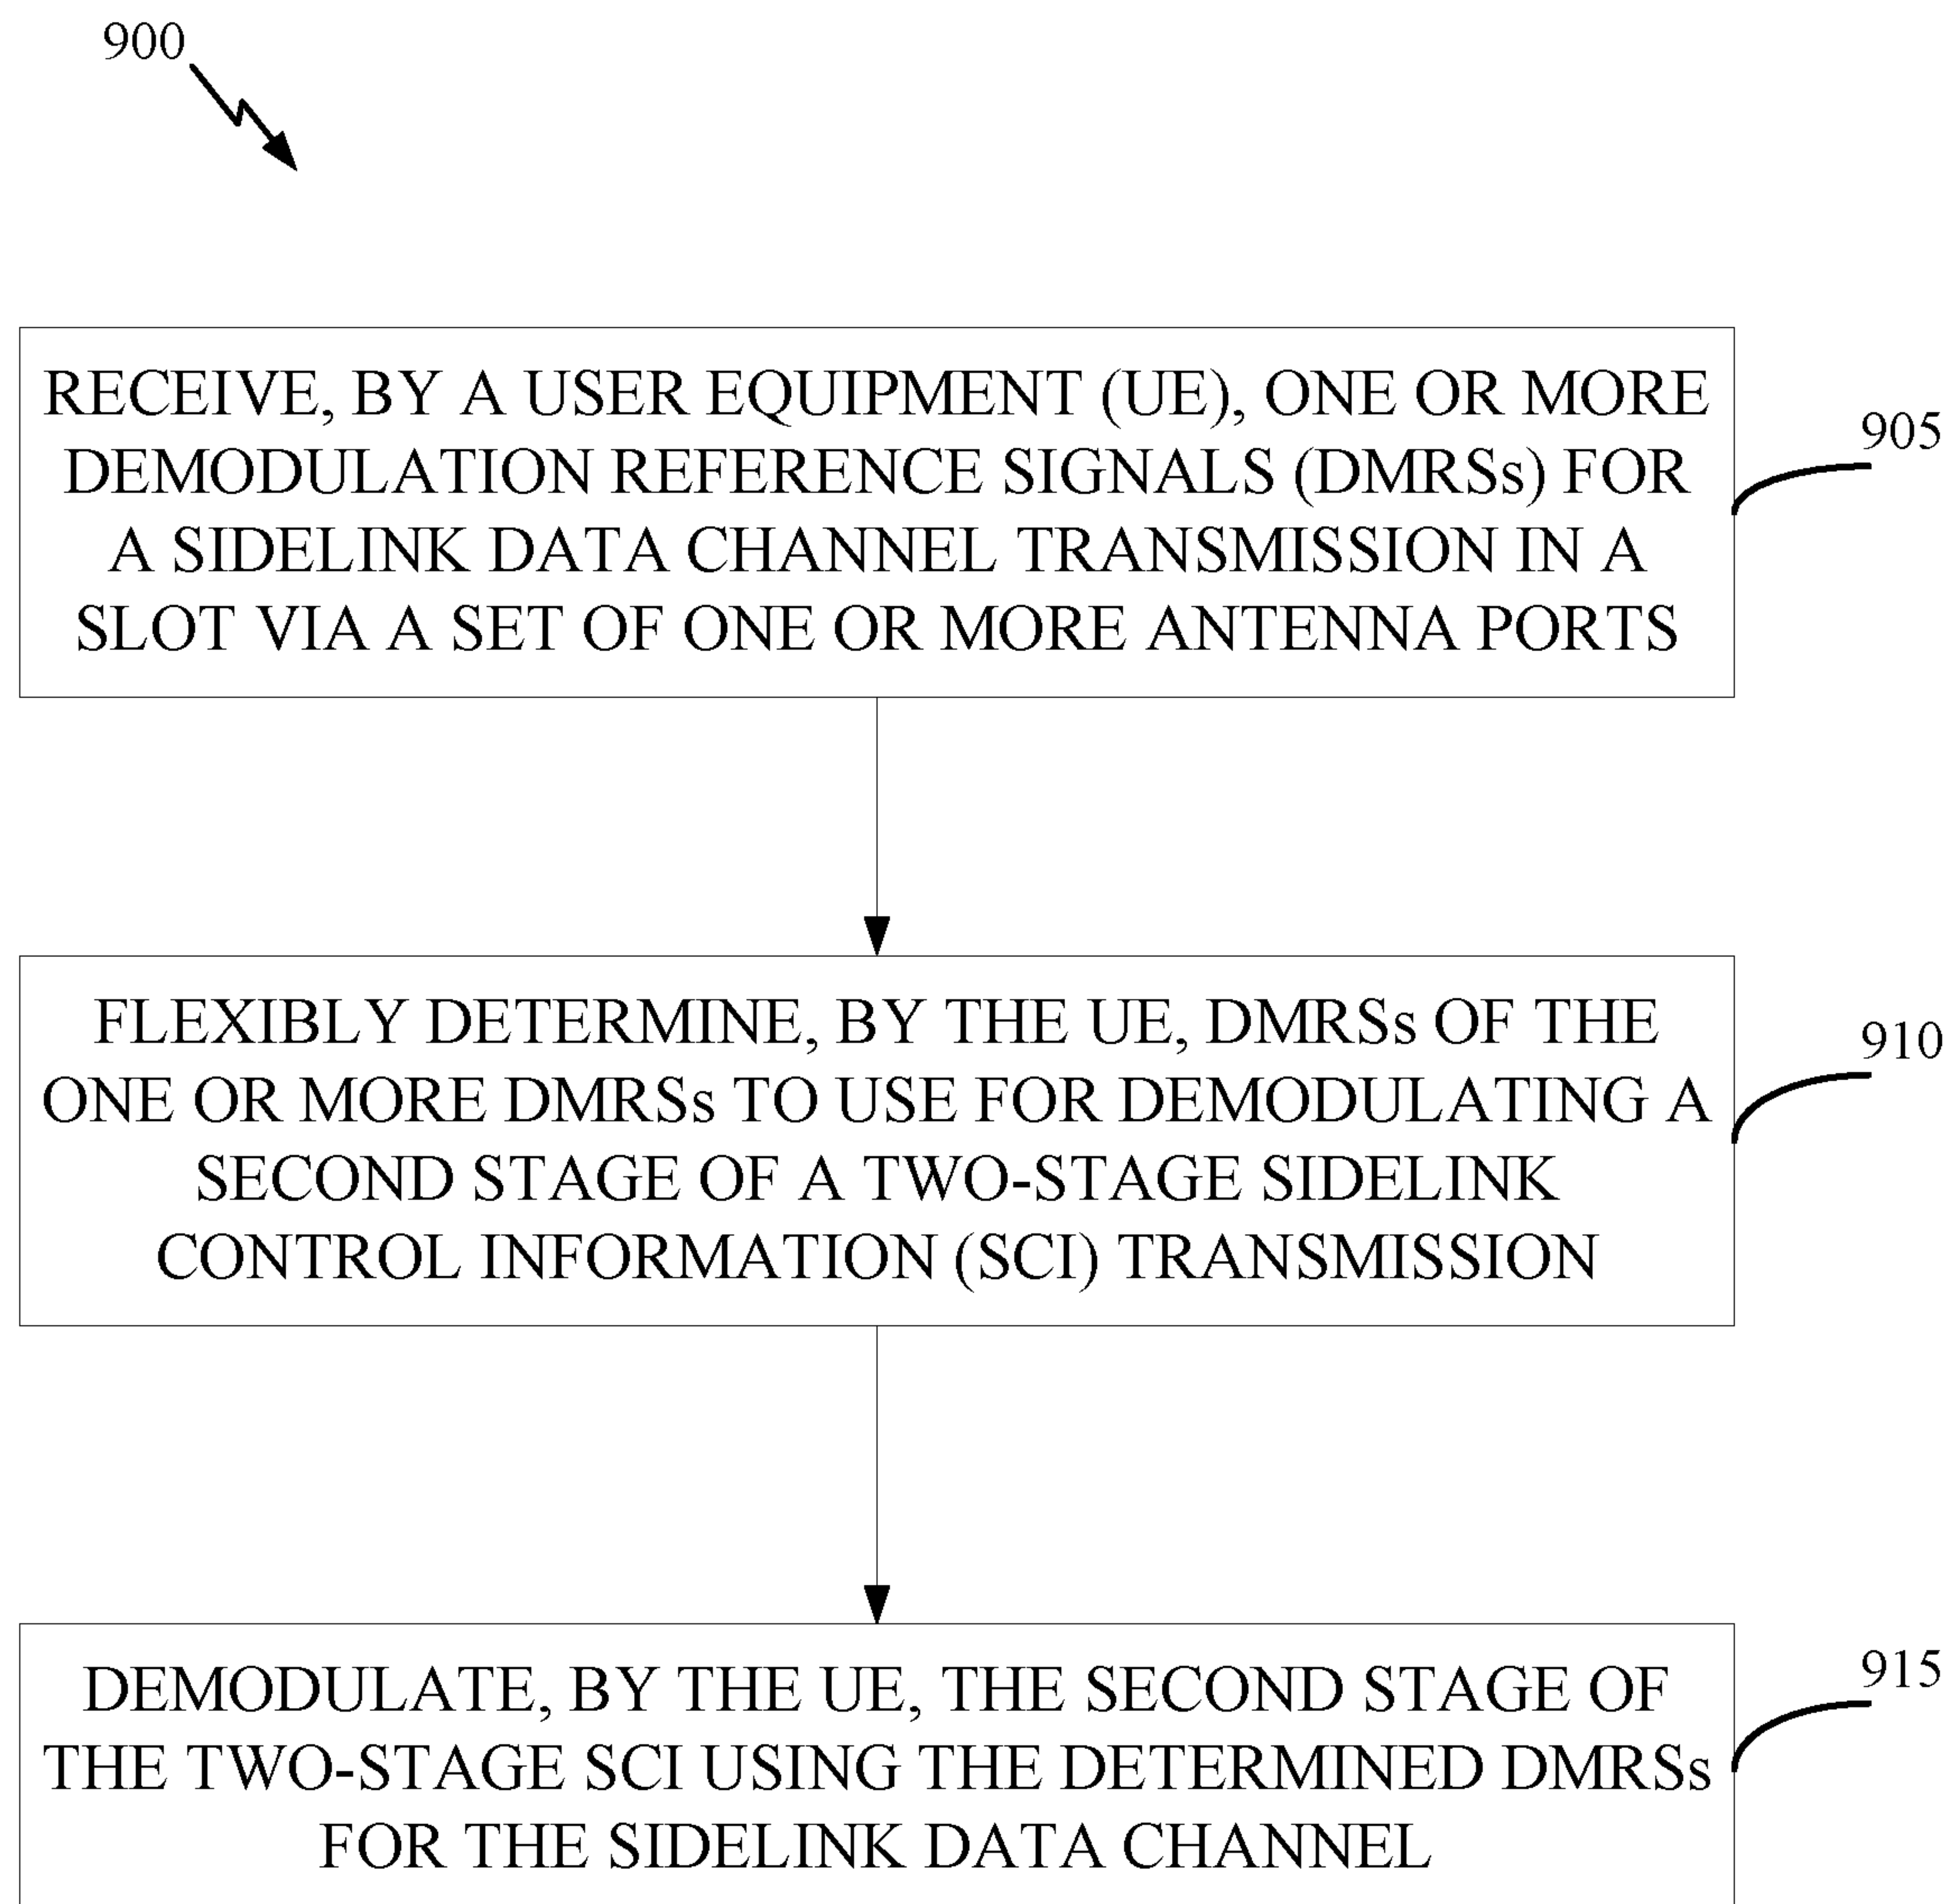 900
RECEIVE, BY A USER EQUIPMENT (UE), ONE OR MORE
DEMODULATION REFERENCE SIGNALS (DMRSs) FOR
A SIDELINK DATA CHANNEL TRANSMISSION IN A
SLOT VIA A SET OF ONE OR MORE ANTENNA PORTS
905
FLEXIBLY DETERMINE, BY THE UE, DMRSs OF THE
ONE OR MORE DMRSs TO USE FOR DEMODULATING A
SECOND STAGE OF A TWO-STAGE SIDELINK
CONTROL INFORMATION (SCI) TRANSMISSION
910
DEMODULATE, BY THE UE, THE SECOND STAGE OF
THE TWO-STAGE SCI USING THE DETERMINED DMRSs
FOR THE SIDELINK DATA CHANNEL
915